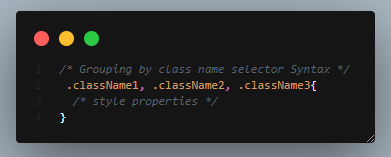 1 /* Grouping by class name selector Syntax */
2 .className1, .className2, .className3{
3 /* style properties */
4 }